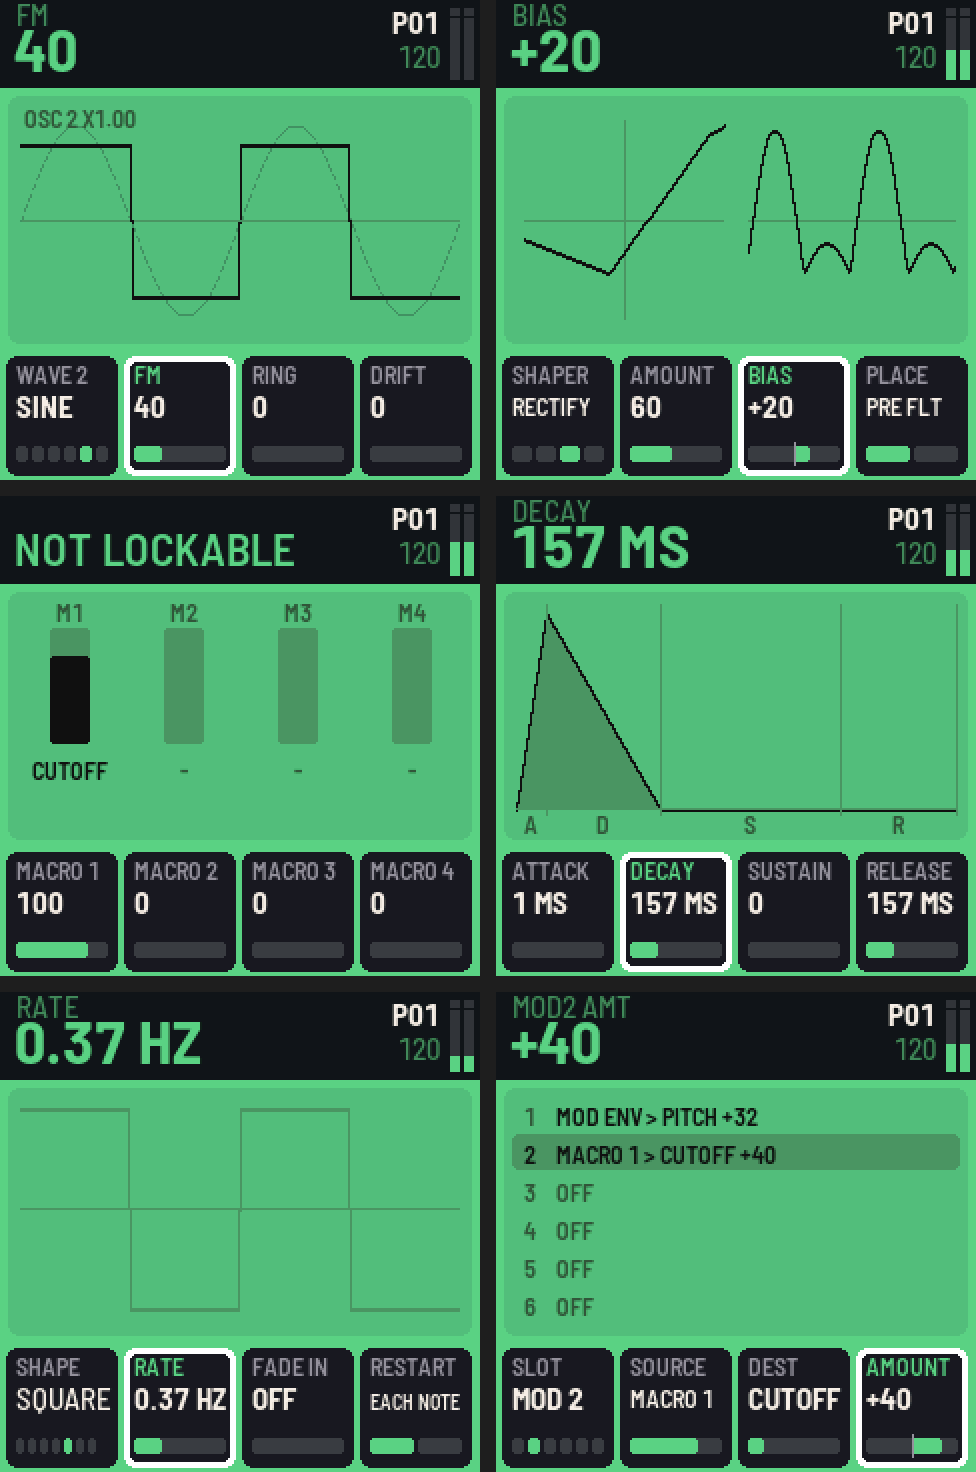 FM
40
P01
120
OSC 2 X1.00
WAVE 2
SINE
FM
40
RING
0
DRIFT
0
BIAS
+20
P01
120
SHAPER
RECTIFY
AMOUNT
60
BIAS
+20
PLACE
PRE FLT
NOT LOCKABLE
P01
120
M1 M2 M3 M4
CUTOFF - - -
MACRO 1
100
MACRO 2
0
MACRO 3
0
MACRO 4
0
DECAY
157 MS
P01
120
A D S R
ATTACK
1 MS
DECAY
157 MS
SUSTAIN
0
RELEASE
157 MS
RATE
0.37 HZ
P01
120
SHAPE
SQUARE
RATE
0.37 HZ
FADE IN
OFF
RESTART
EACH NOTE
MOD2 AMT
+40
P01
120
1 MOD ENV > PITCH +32
2 MACRO 1 > CUTOFF +40
3 OFF
4 OFF
5 OFF
6 OFF
SLOT
MOD 2
SOURCE
MACRO 1
DEST
CUTOFF
AMOUNT
+40